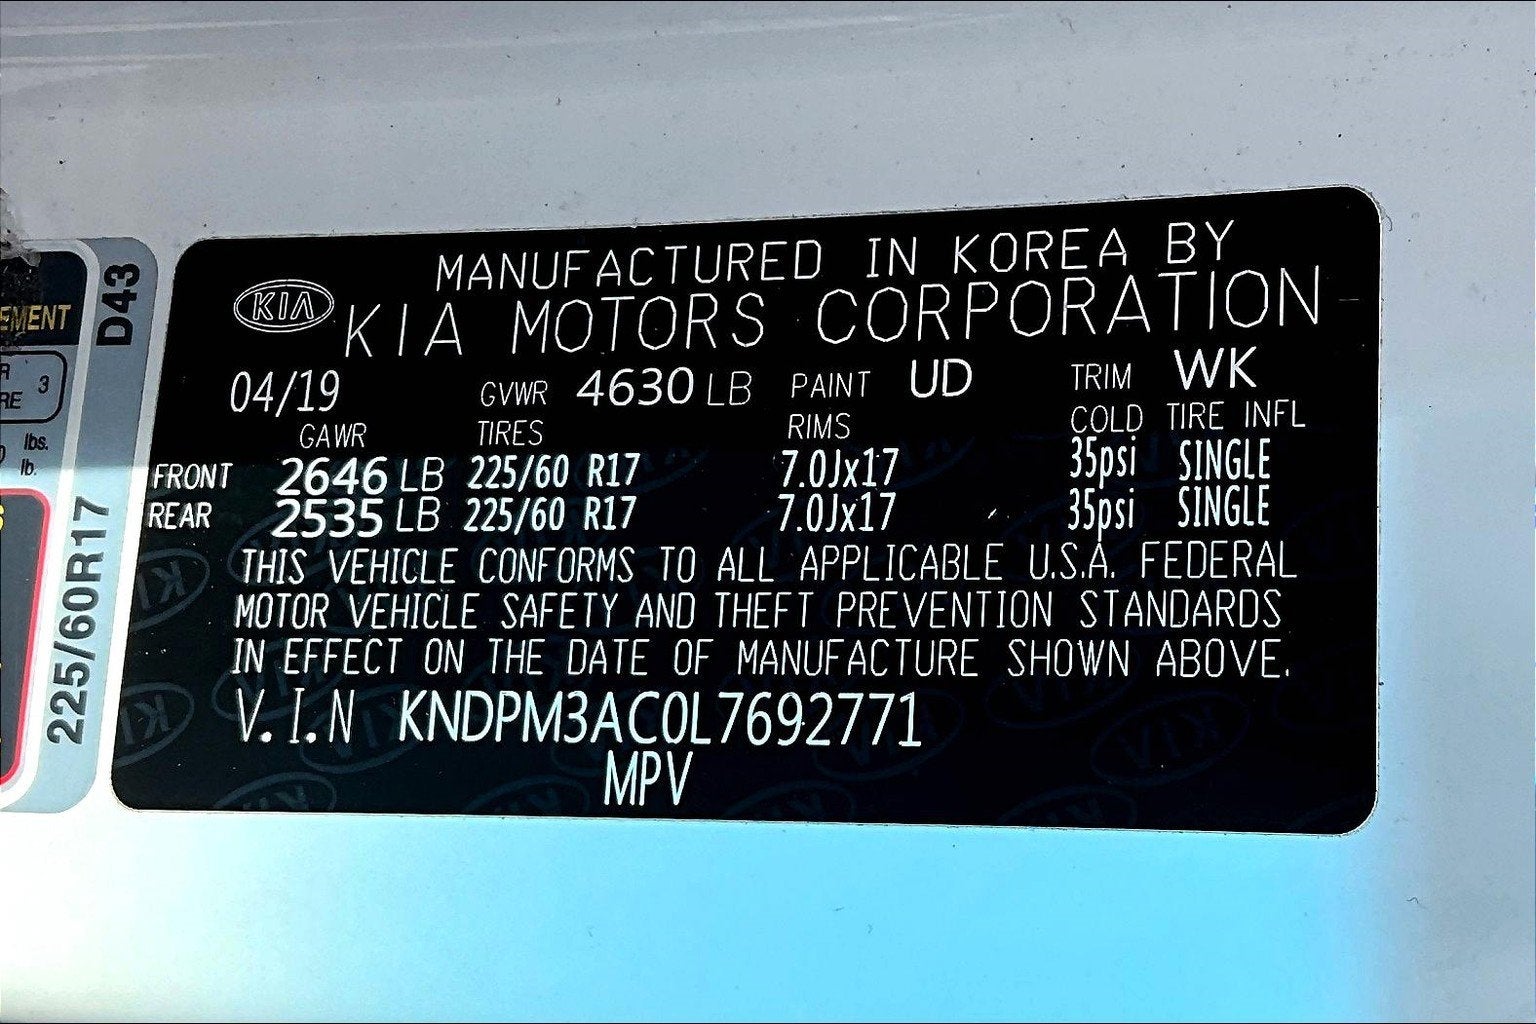 MANUFACTURED IN KOREA BY
KIA KIA MOTORS CORPORATION
04/19 GVWR 4630 LB PAINT UD TRIM WK
GAWR TIRES RIMS COLD TIRE INFL
FRONT 2646 LB 225/60 R17 7.0Jx17 35psi SINGLE
REAR 2535 LB 225/60 R17 7.0Jx17 35psi SINGLE
THIS VEHICLE CONFORMS TO ALL APPLICABLE U.S.A. FEDERAL
MOTOR VEHICLE SAFETY AND THEFT PREVENTION STANDARDS
IN EFFECT ON THE DATE OF MANUFACTURE SHOWN ABOVE.
V.I.N KNDPM3AC0L7692771
MPV
D43
225/60R17
3
lbs.
lb.